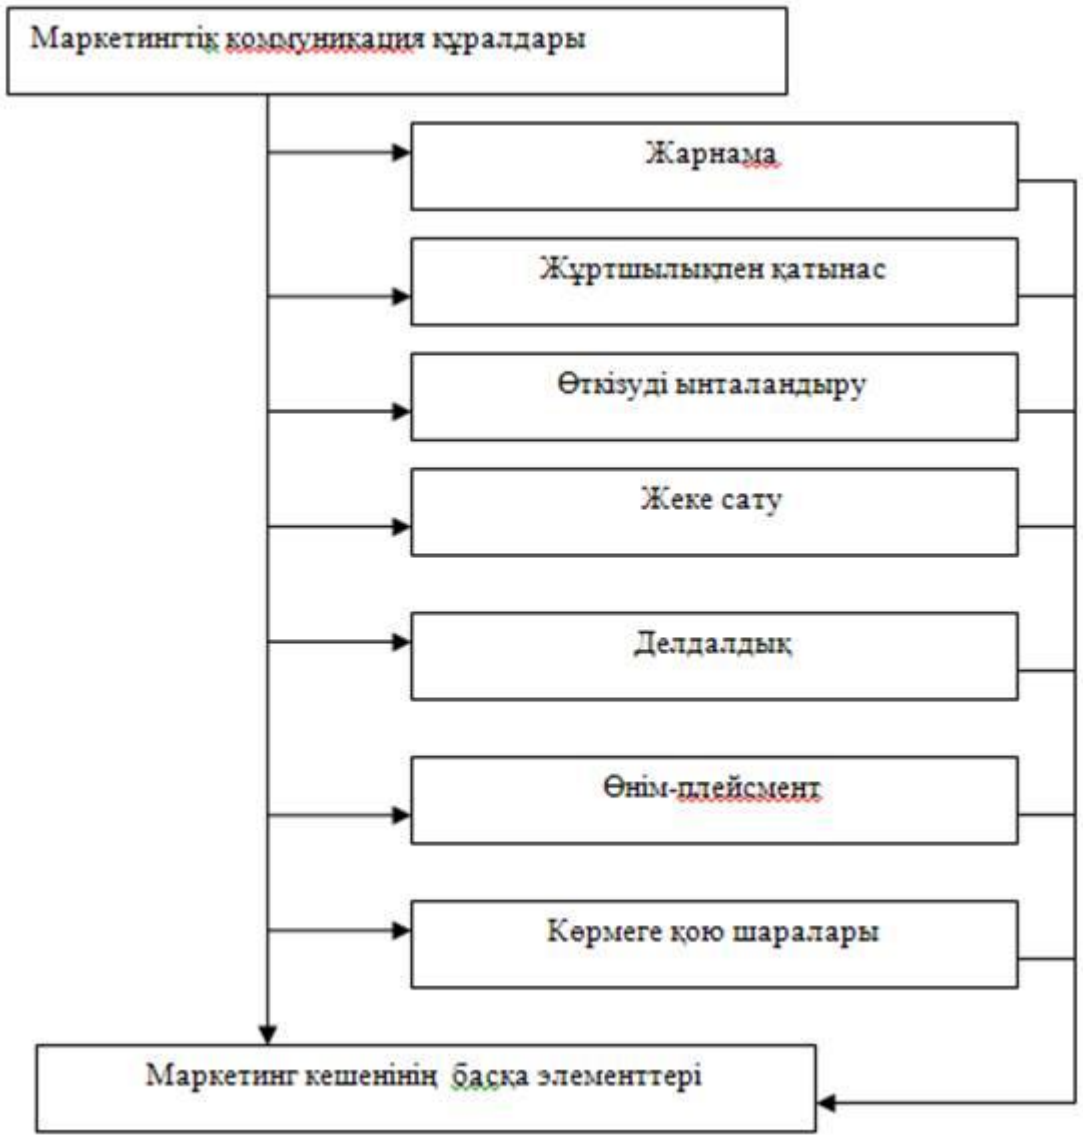 Маркетингтік коммуникация құралдары
Жарнама
Жұртшылықпен қатынас
Өткізуді ынталандыру
Жеке сату
Делдалдық
Өнім-плейсмент
Көрмеге қою шаралары
Маркетинг кешенінің басқа элементтері